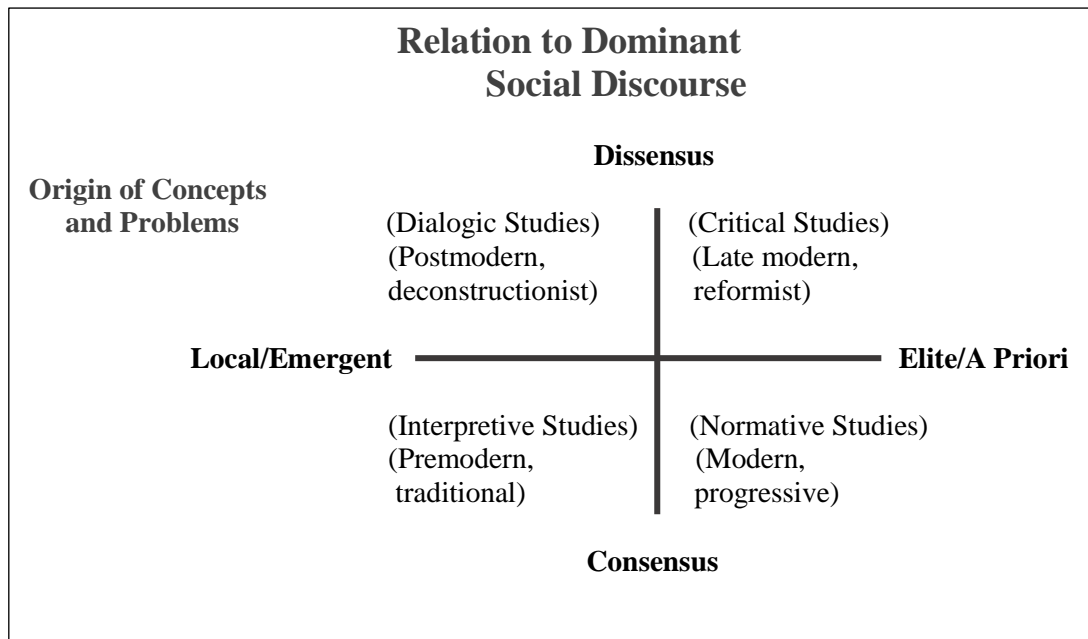 Relation to Dominant
Social Discourse
Dissensus
Origin of Concepts
and Problems
(Dialogic Studies)
(Postmodern,
deconstructionist)
(Critical Studies)
(Late modern,
reformist)
Local/Emergent
Elite/A Priori
(Interpretive Studies)
(Premodern,
traditional)
(Normative Studies)
(Modern,
progressive)
Consensus